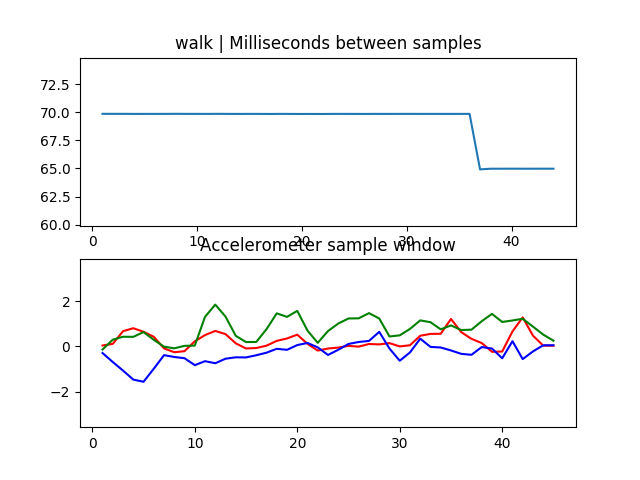 walk | Milliseconds between samples
72.5
70.0
67.5
65.0
62.5
60.0
0 10 20 30 40
Accelerometer sample window
2
0
−2
0 10 20 30 40